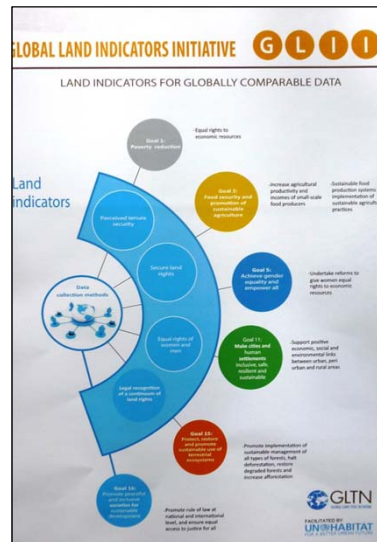 GLOBAL LAND INDICATORS INITIATIVE G L I I
LAND INDICATORS FOR GLOBALLY COMPARABLE DATA
Land
indicators
Goal 1:
Poverty reduction
·Equal rights to
economic resources
Goal 2:
Food security and
promotion of
sustainable
agriculture
·Increase agricultural
productivity and
incomes of small-scale
food producers
·Sustainable food
production systems
implementation of
sustainable
practices
Perceived tenure
security
Secure land
rights
Data
collection methods
Equal rights of
women and
men
Legal recognition
of a continuum of
land rights
Goal 5:
Achieve gender
equality and
empower all
·Undertake reforms to
give women equal
rights to economic
resources
Goal 11:
Make cities and
human
settlements
inclusive, safe,
resilient and
sustainable
·Support positive
economic, social and
environmental links
between urban, peri
urban and rural areas
Goal 15:
Protect, restore
and promote
sustainable use of
terrestrial
ecosystems
·Promote implementation of
sustainable management of
all types of forests, halt
deforestation, restore
degraded forests and
increase afforestation
Goal 16:
Promote peaceful
and inclusive
societies for
sustainable
development
·Promote rule of law at
national and international
level, and ensure equal
access to justice for all
GLTN
GLOBAL LAND TOOL NETWORK
FACILITATED BY
UN HABITAT
FOR A BETTER URBAN FUTURE